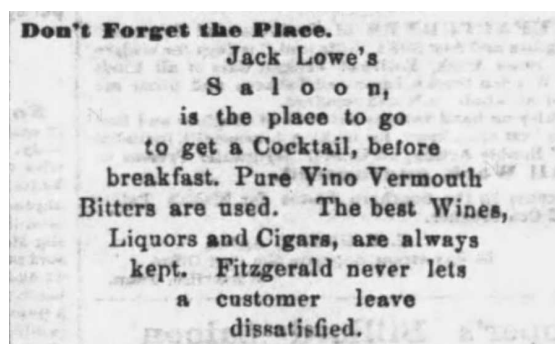 Don't Forget the Place.
Jack Lowe's
Saloon,
is the place to go
to get a Cocktail, before
breakfast. Pure Vino Vermouth
Bitters are used. The best Wines,
Liquors and Cigars, are always
kept. Fitzgerald never lets
a customer leave
dissatisfied.